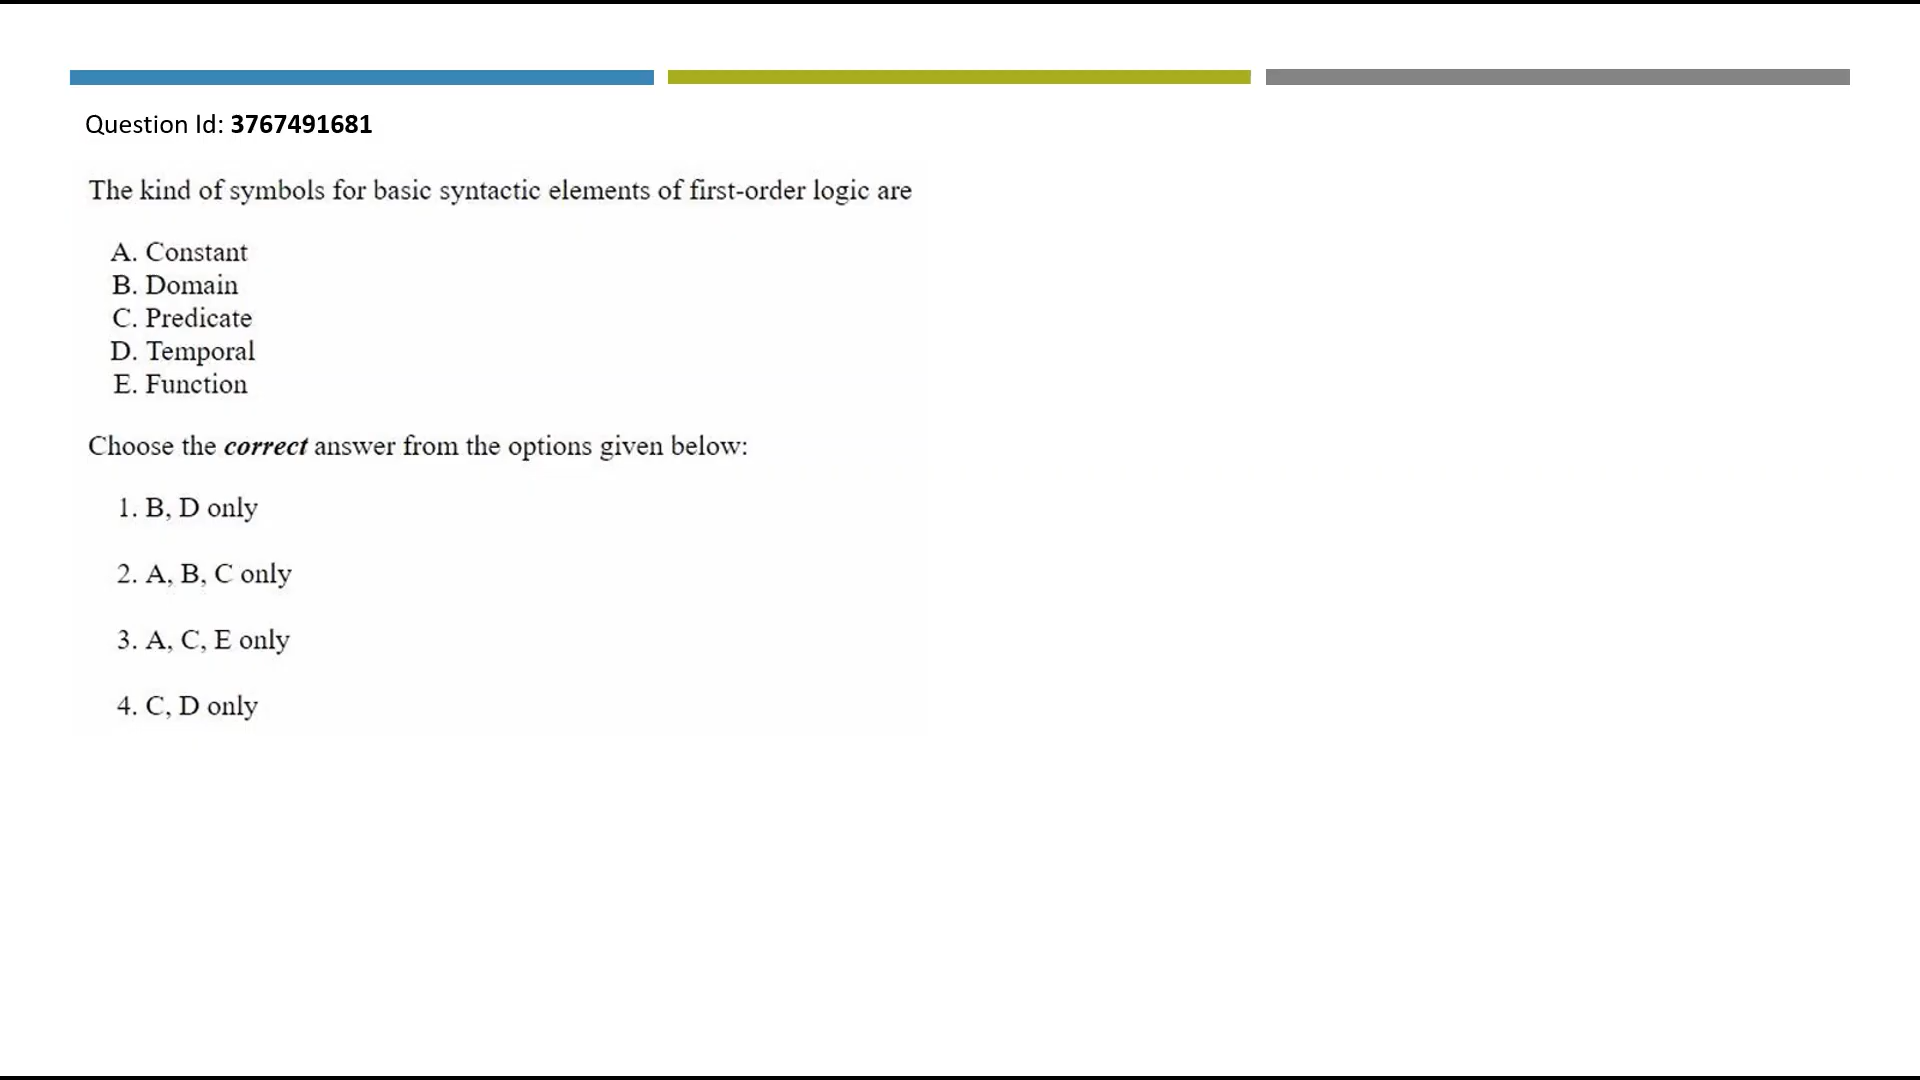 Question Id: 3767491681
The kind of symbols for basic syntactic elements of first-order logic are
A. Constant
B. Domain
C. Predicate
D. Temporal
E. Function
Choose the correct answer from the options given below:
1. B, D only
2. A, B, C only
3. A, C, E only
4. C, D only